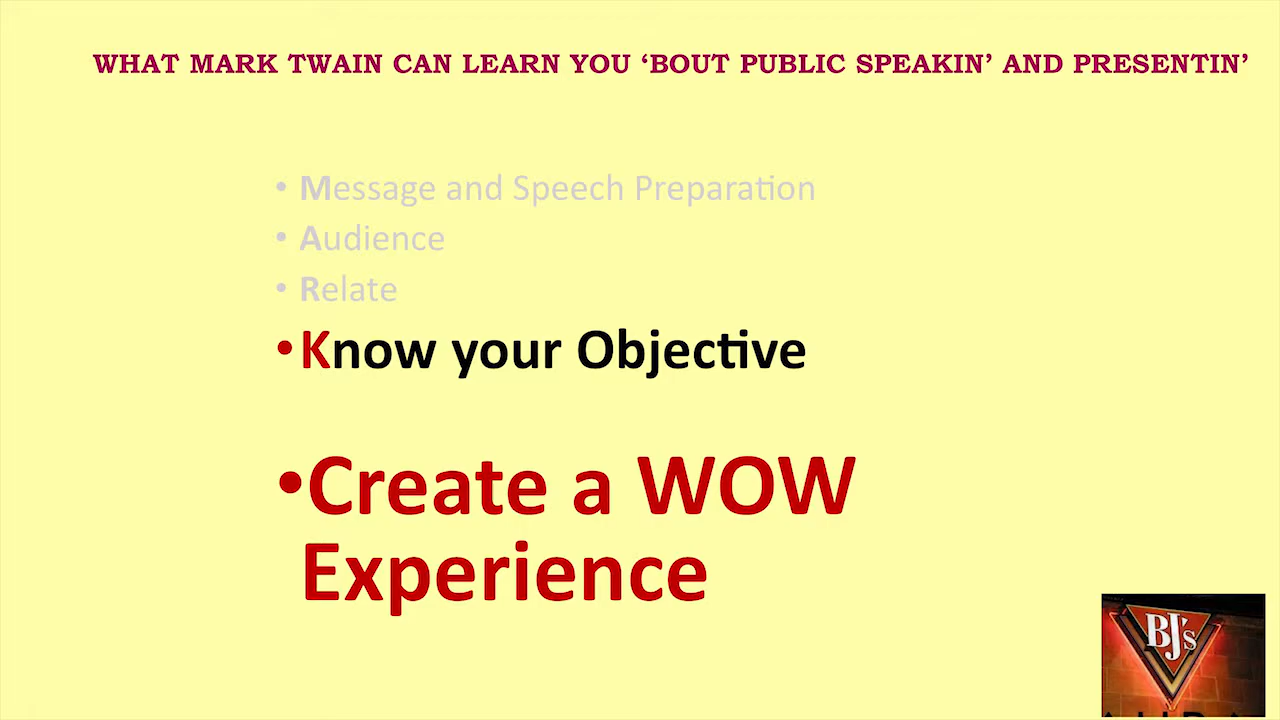 WHAT MARK TWAIN CAN LEARN YOU ‘BOUT PUBLIC SPEAKIN’ AND PRESENTIN’
• Message and Speech Preparation
• Audience
• Relate
• Know your Objective
• Create a WOW
Experience
BJ's